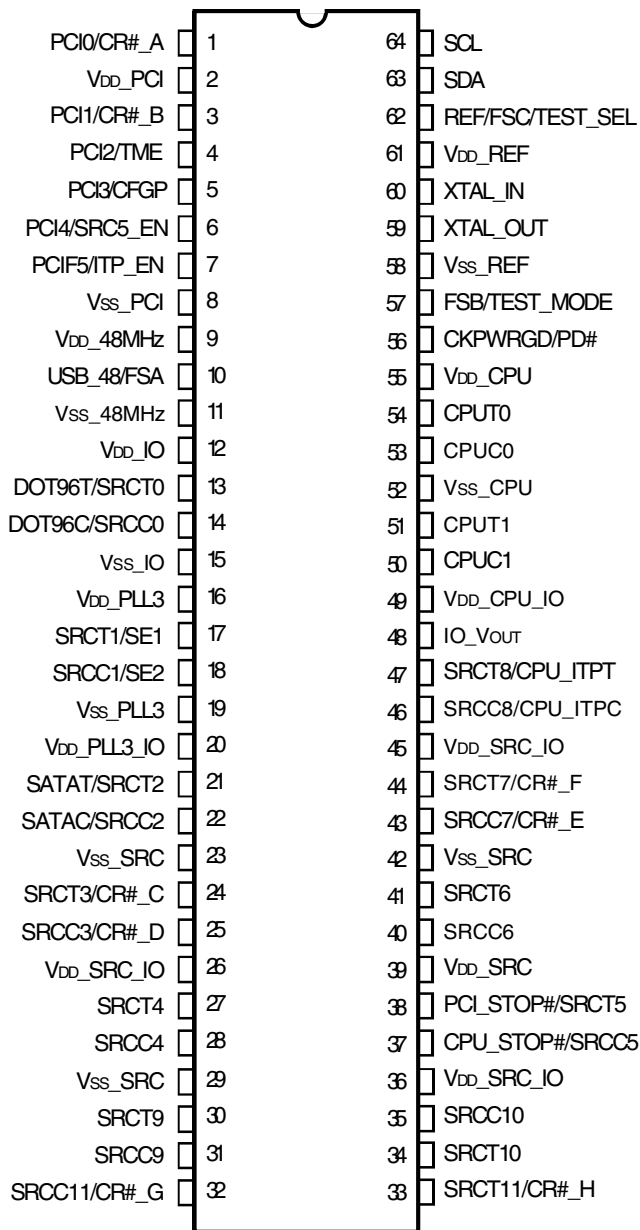 PCI0/CR#_A 1 64 SCL
VDD_PCI 2 63 SDA
PCI1/CR#_B 3 62 REF/FSC/TEST_SEL
PCI2/TME 4 61 VDD_REF
PCI3/CFGP 5 60 XTAL_IN
PCI4/SRC5_EN 6 59 XTAL_OUT
PCIF5/ITP_EN 7 58 VSS_REF
VSS_PCI 8 57 FSB/TEST_MODE
VDD_48MHz 9 56 CKPWRGD/PD#
USB_48/FSA 10 55 VDD_CPU
VSS_48MHz 11 54 CPUT0
VDD_IO 12 53 CPUC0
DOT96T/SRCT0 13 52 VSS_CPU
DOT96C/SRCC0 14 51 CPUT1
VSS_IO 15 50 CPUC1
VDD_PLL3 16 49 VDD_CPU_IO
SRCT1/SE1 17 48 IO_VOUT
SRCC1/SE2 18 47 SRCT8/CPU_ITPT
VSS_PLL3 19 46 SRCC8/CPU_ITPC
VDD_PLL3_IO 20 45 VDD_SRC_IO
SATAT/SRCT2 21 44 SRCT7/CR#_F
SATAC/SRCC2 22 43 SRCC7/CR#_E
VSS_SRC 23 42 VSS_SRC
SRCT3/CR#_C 24 41 SRCT6
SRCC3/CR#_D 25 40 SRCC6
VDD_SRC_IO 26 39 VDD_SRC
SRCT4 27 38 PCI_STOP#/SRCT5
SRCC4 28 37 CPU_STOP#/SRCC5
VSS_SRC 29 36 VDD_SRC_IO
SRCT9 30 35 SRCC10
SRCC9 31 34 SRCT10
SRCC11/CR#_G 32 33 SRCT11/CR#_H